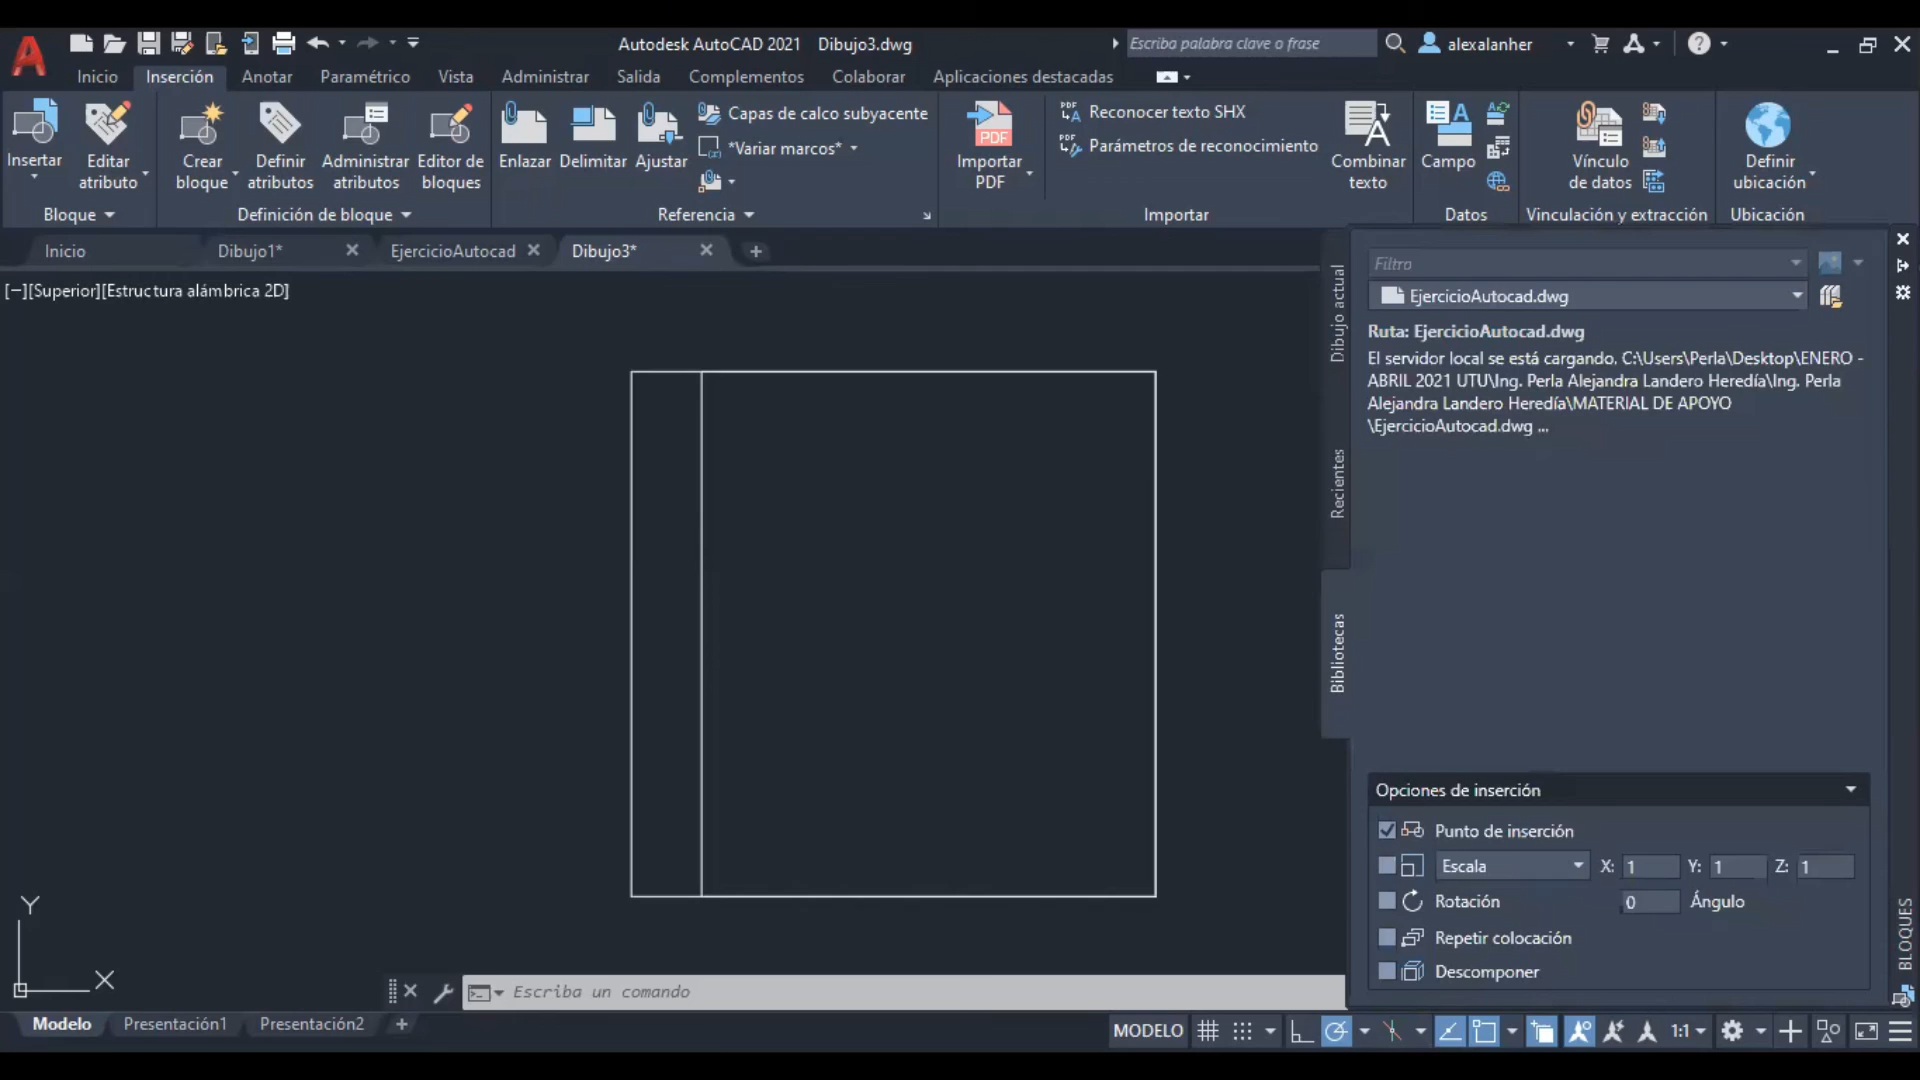 Autodesk AutoCAD 2021 Dibujo3.dwg
Escriba palabra clave o frase
alexalanher
Inicio Inserción Anotar Paramétrico Vista Administrar Salida Complementos Colaborar Aplicaciones destacadas
Insertar
Editar
atributo
Crear
bloque
Definir
atributos
Administrar
atributos
Editor de
bloques
Enlazar
Delimitar
Ajustar
Capas de calco subyacente
*Variar marcos*
PDF
Importar
PDF
Reconocer texto SHX
Parámetros de reconocimiento
Combinar
texto
Campo
Vínculo
de datos
Definir
ubicación
Bloque
Definición de bloque
Referencia
Importar
Datos
Vinculación y extracción
Ubicación
Inicio
Dibujo1*
EjercicioAutocad
Dibujo3*
[−][Superior][Estructura alámbrica 2D]
Dibujo actual
Recientes
Bibliotecas
Filtro
EjercicioAutocad.dwg
Ruta: EjercicioAutocad.dwg
El servidor local se está cargando. C:\Users\Perla\Desktop\ENERO -
ABRIL 2021 UTU\Ing. Perla Alejandra Landero Heredía\Ing. Perla
Alejandra Landero Heredía\MATERIAL DE APOYO
\EjercicioAutocad.dwg ...
Opciones de inserción
Punto de inserción
Escala X: 1 Y: 1 Z: 1
Rotación 0 Ángulo
Repetir colocación
Descomponer
BLOQUES
Y
X
Escriba un comando
Modelo Presentación1 Presentación2
MODELO
1:1